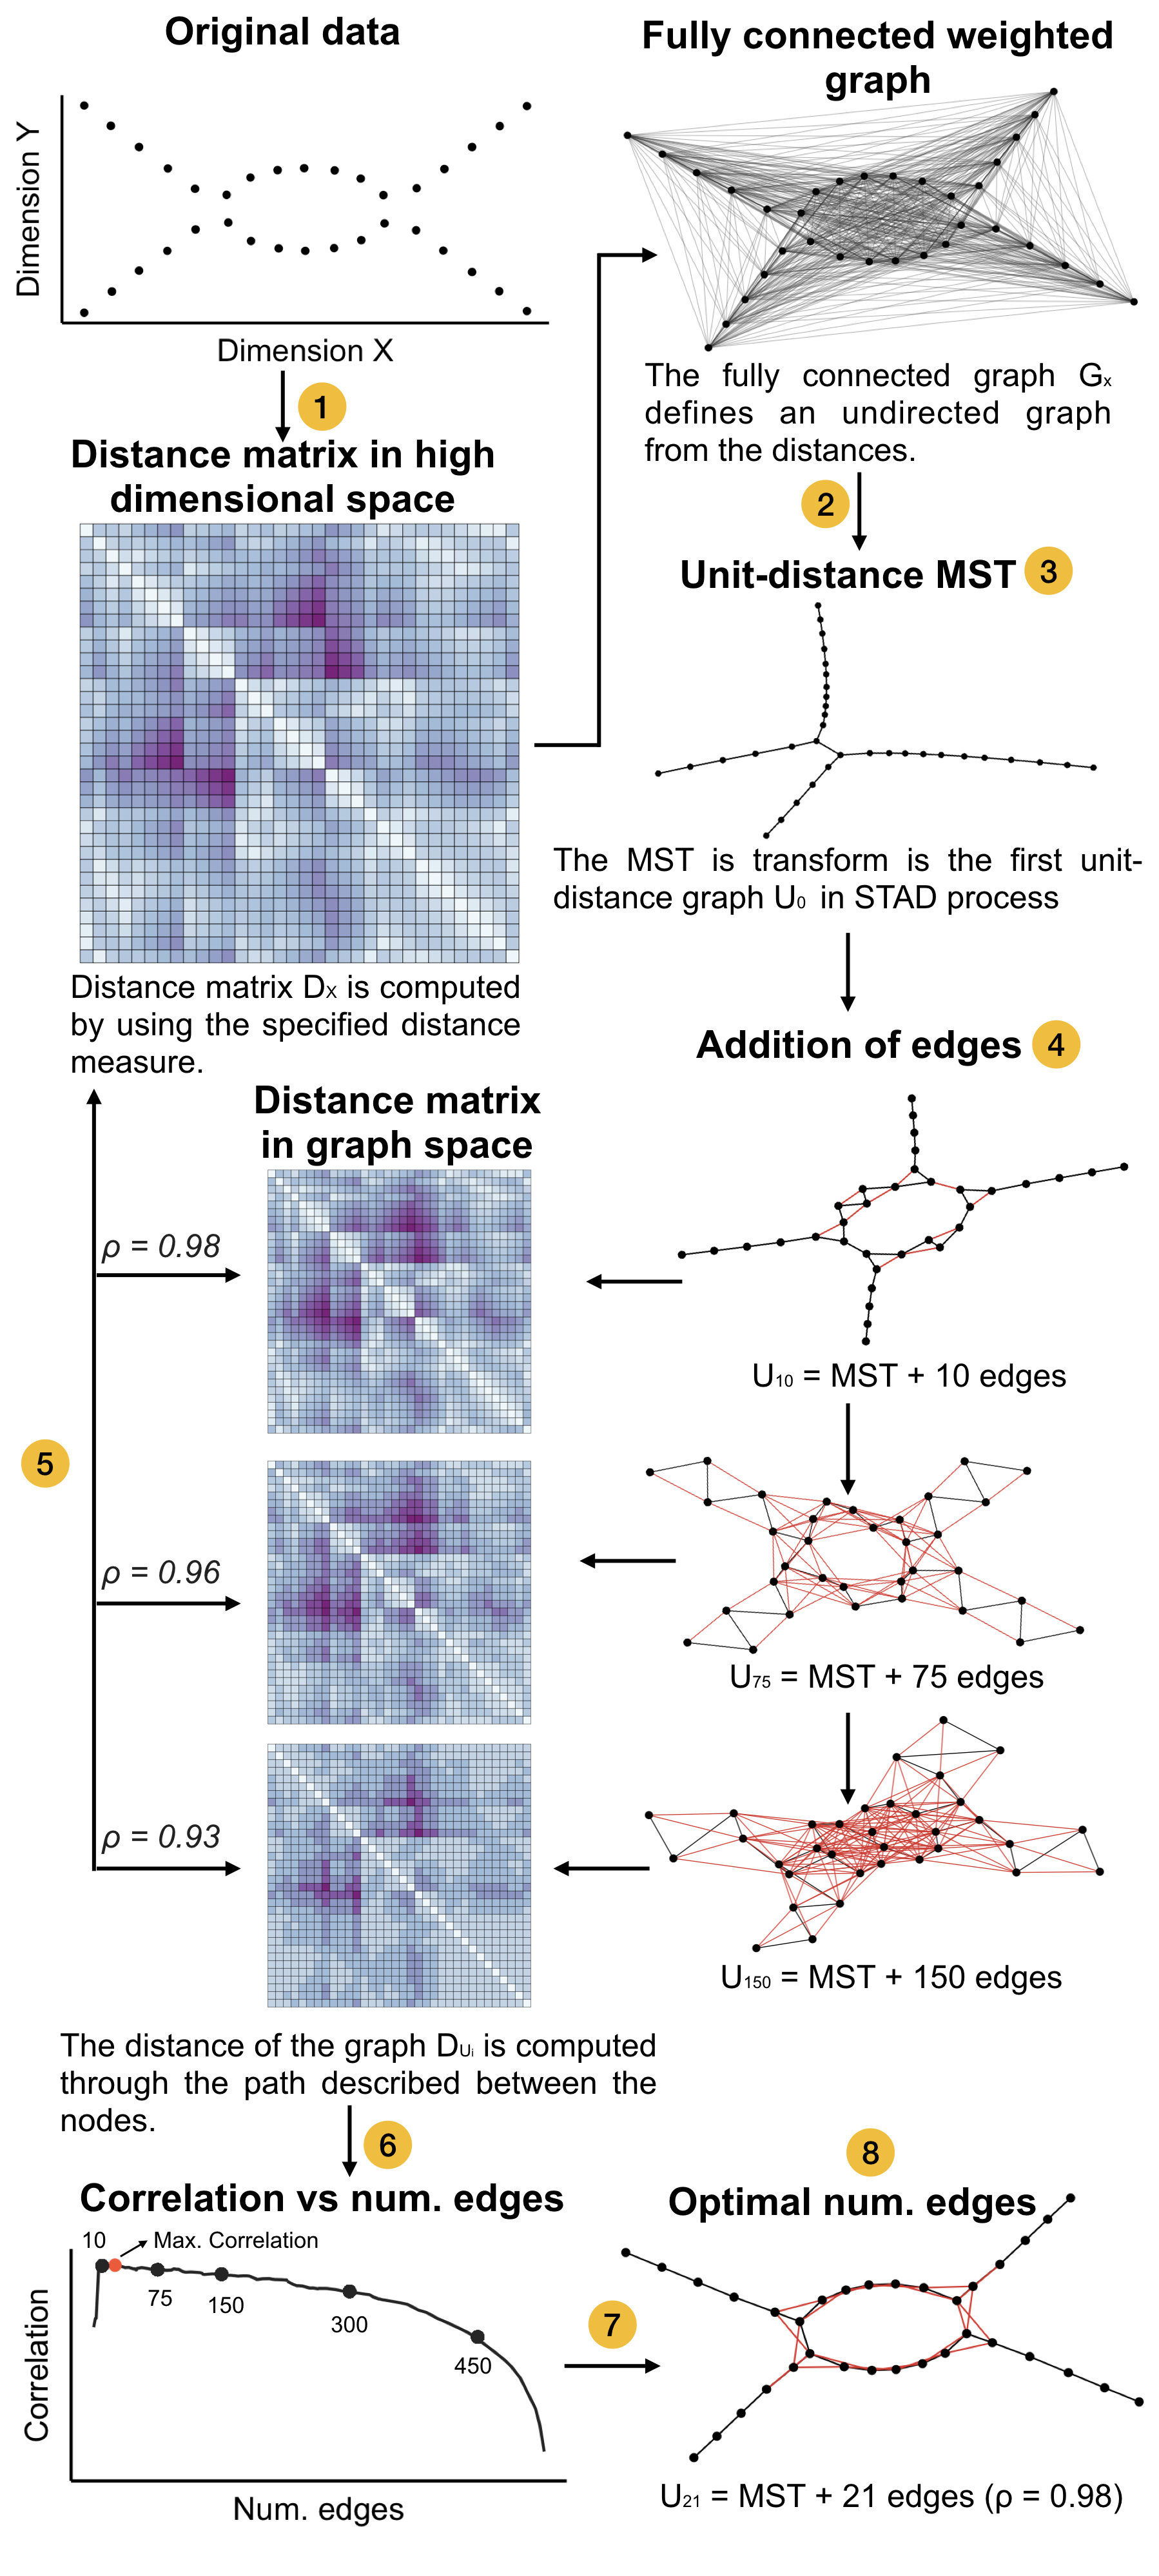 Original data
Dimension Y
Dimension X
1
Distance matrix in high
dimensional space
Distance matrix Dx is computed
by using the specified distance
measure.
Fully connected weighted
graph
The fully connected graph Gx
defines an undirected graph
from the distances.
2
Unit-distance MST 3
The MST is transform is the first unit-
distance graph U0 in STAD process
Addition of edges 4
U10 = MST + 10 edges
U75 = MST + 75 edges
U150 = MST + 150 edges
Distance matrix
in graph space
ρ = 0.98
5
ρ = 0.96
ρ = 0.93
The distance of the graph DUi is computed
through the path described between the
nodes.
6
Correlation vs num. edges
10
Max. Correlation
75
150
300
450
Correlation
Num. edges
7
8
Optimal num. edges
U21 = MST + 21 edges (ρ = 0.98)